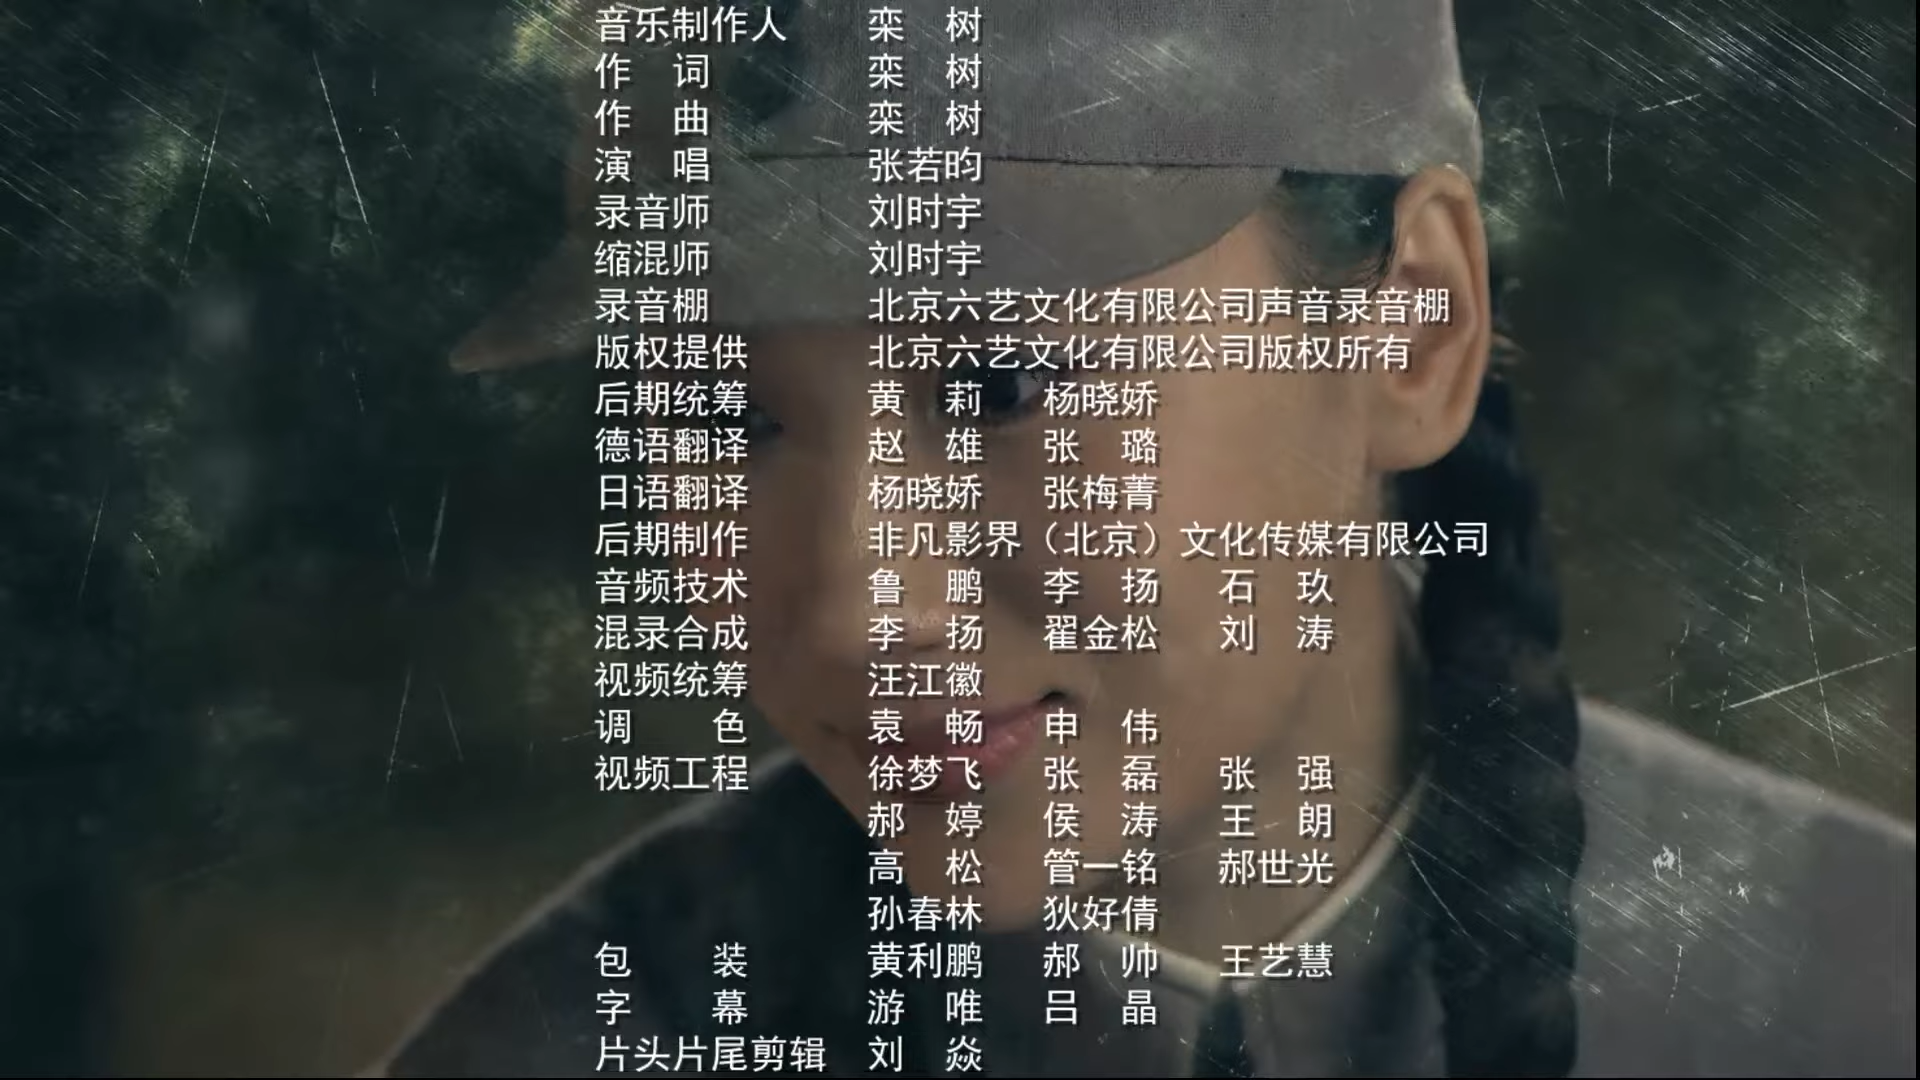 音乐制作人 栾 树
作 词 栾 树
作 曲 栾 树
演 唱 张若昀
录音师 刘时宇
缩混师 刘时宇
录音棚 北京六艺文化有限公司声音录音棚
版权提供 北京六艺文化有限公司版权所有
后期统筹 黄 莉 杨晓娇
德语翻译 赵 雄 张 璐
日语翻译 杨晓娇 张梅菁
后期制作 非凡影界（北京）文化传媒有限公司
音频技术 鲁 鹏 李 扬 石 玖
混录合成 李 扬 翟金松 刘 涛
视频统筹 汪江徽
调 色 袁 畅 申 伟
视频工程 徐梦飞 张 磊 张 强
郝 婷 侯 涛 王 朗
高 松 管一铭 郝世光
孙春林 狄好倩
包 装 黄利鹏 郝 帅 王艺慧
字 幕 游 唯 吕 晶
片头片尾剪辑 刘 焱